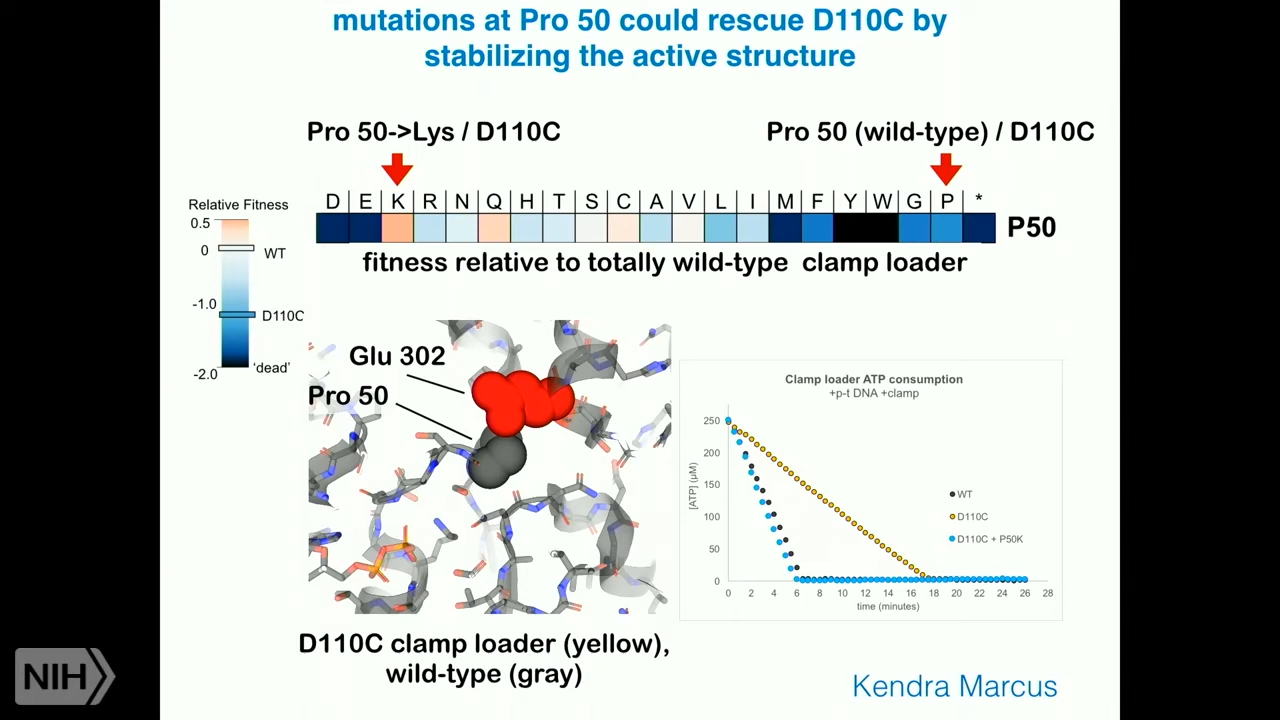 mutations at Pro 50 could rescue D110C by
stabilizing the active structure
Pro 50->Lys / D110C
Pro 50 (wild-type) / D110C
D E K R N Q H T S C A V L I M F Y W G P *
P50
fitness relative to totally wild-type clamp loader
Relative Fitness
0.5
0
WT
-1.0
D110C
-2.0
'dead'
Glu 302
Pro 50
D110C clamp loader (yellow),
wild-type (gray)
Clamp loader ATP consumption
+p-t DNA +clamp
[ATP] (µM)
250
200
150
100
50
0
WT
D110C
D110C + P50K
0 2 4 6 8 10 12 14 16 18 20 22 24 26 28
time (minutes)
Kendra Marcus
NIH